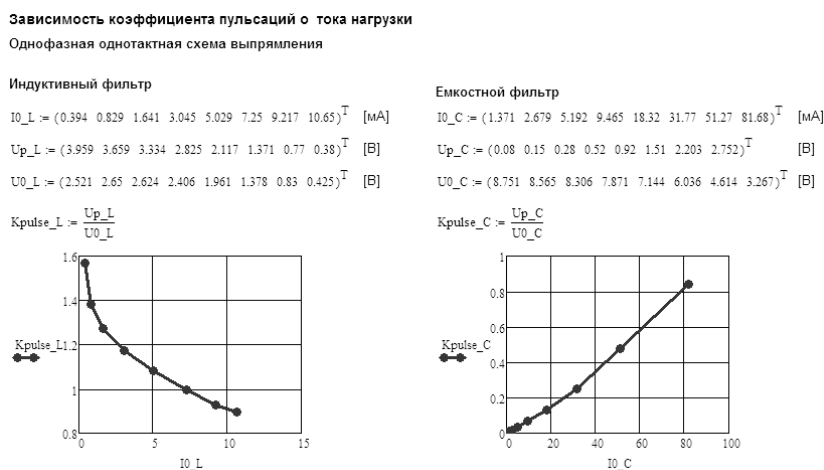 Зависимость коэффициента пульсаций о тока нагрузки
Однофазная однотактная схема выпрямления
Индуктивный фильтр
I0_L := (0.394 0.829 1.641 3.045 5.029 7.25 9.217 10.65)^T [мА]
Up_L := (3.959 3.659 3.334 2.825 2.117 1.371 0.77 0.38)^T [В]
U0_L := (2.521 2.65 2.624 2.406 1.961 1.378 0.83 0.425)^T [В]
Kpulse_L := Up_L
U0_L
1.6
1.4
Kpulse_L 1.2
1
0.8
0 5 10 15
I0_L
Емкостной фильтр
I0_C := (1.371 2.679 5.192 9.465 18.32 31.77 51.27 81.68)^T [мА]
Up_C := (0.08 0.15 0.28 0.52 0.92 1.51 2.203 2.752)^T [В]
U0_C := (8.751 8.565 8.306 7.871 7.144 6.036 4.614 3.267)^T [В]
Kpulse_C := Up_C
U0_C
1
0.8
0.6
Kpulse_C
0.4
0.2
0
0 20 40 60 80 100
I0_C